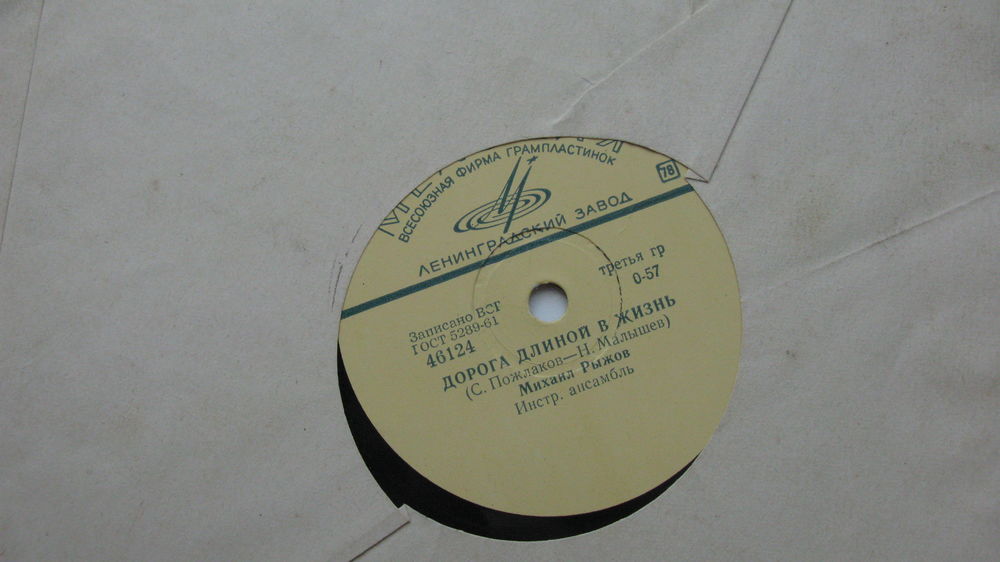 ВСЕСОЮЗНАЯ ФИРМА ГРАМПЛАСТИНОК
78
ЛЕНИНГРАДСКИЙ ЗАВОД
третья гр
0-57
Записано ВСГ
ГОСТ 5289-61
46124
ДОРОГА ДЛИНОЙ В ЖИЗНЬ
(С. Пожлаков—Н. Малышев)
Михаил Рыжов
Инстр. ансамбль